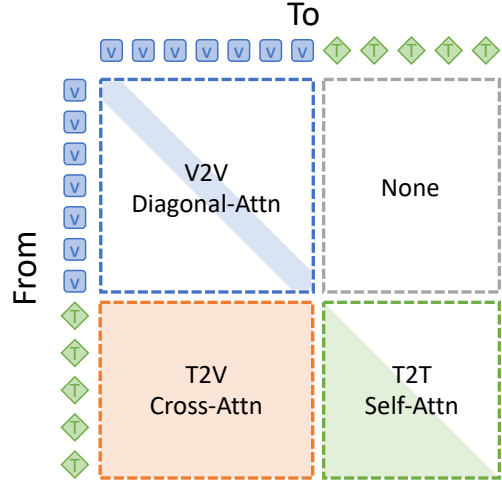 To
v v v v v v v T T T T T
From
v
v
v
v
v
v
v
T
T
T
T
T
V2V
Diagonal-Attn
None
T2V
Cross-Attn
T2T
Self-Attn